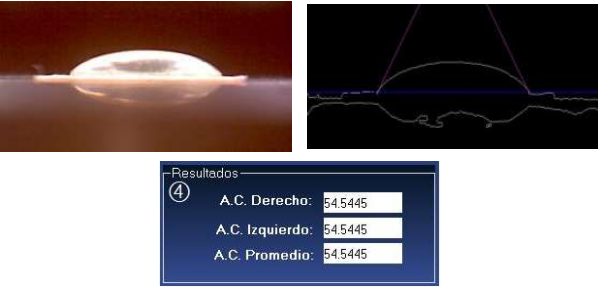 Resultados
④
A.C. Derecho: 54.5445
A.C. Izquierdo: 54.5445
A.C. Promedio: 54.5445